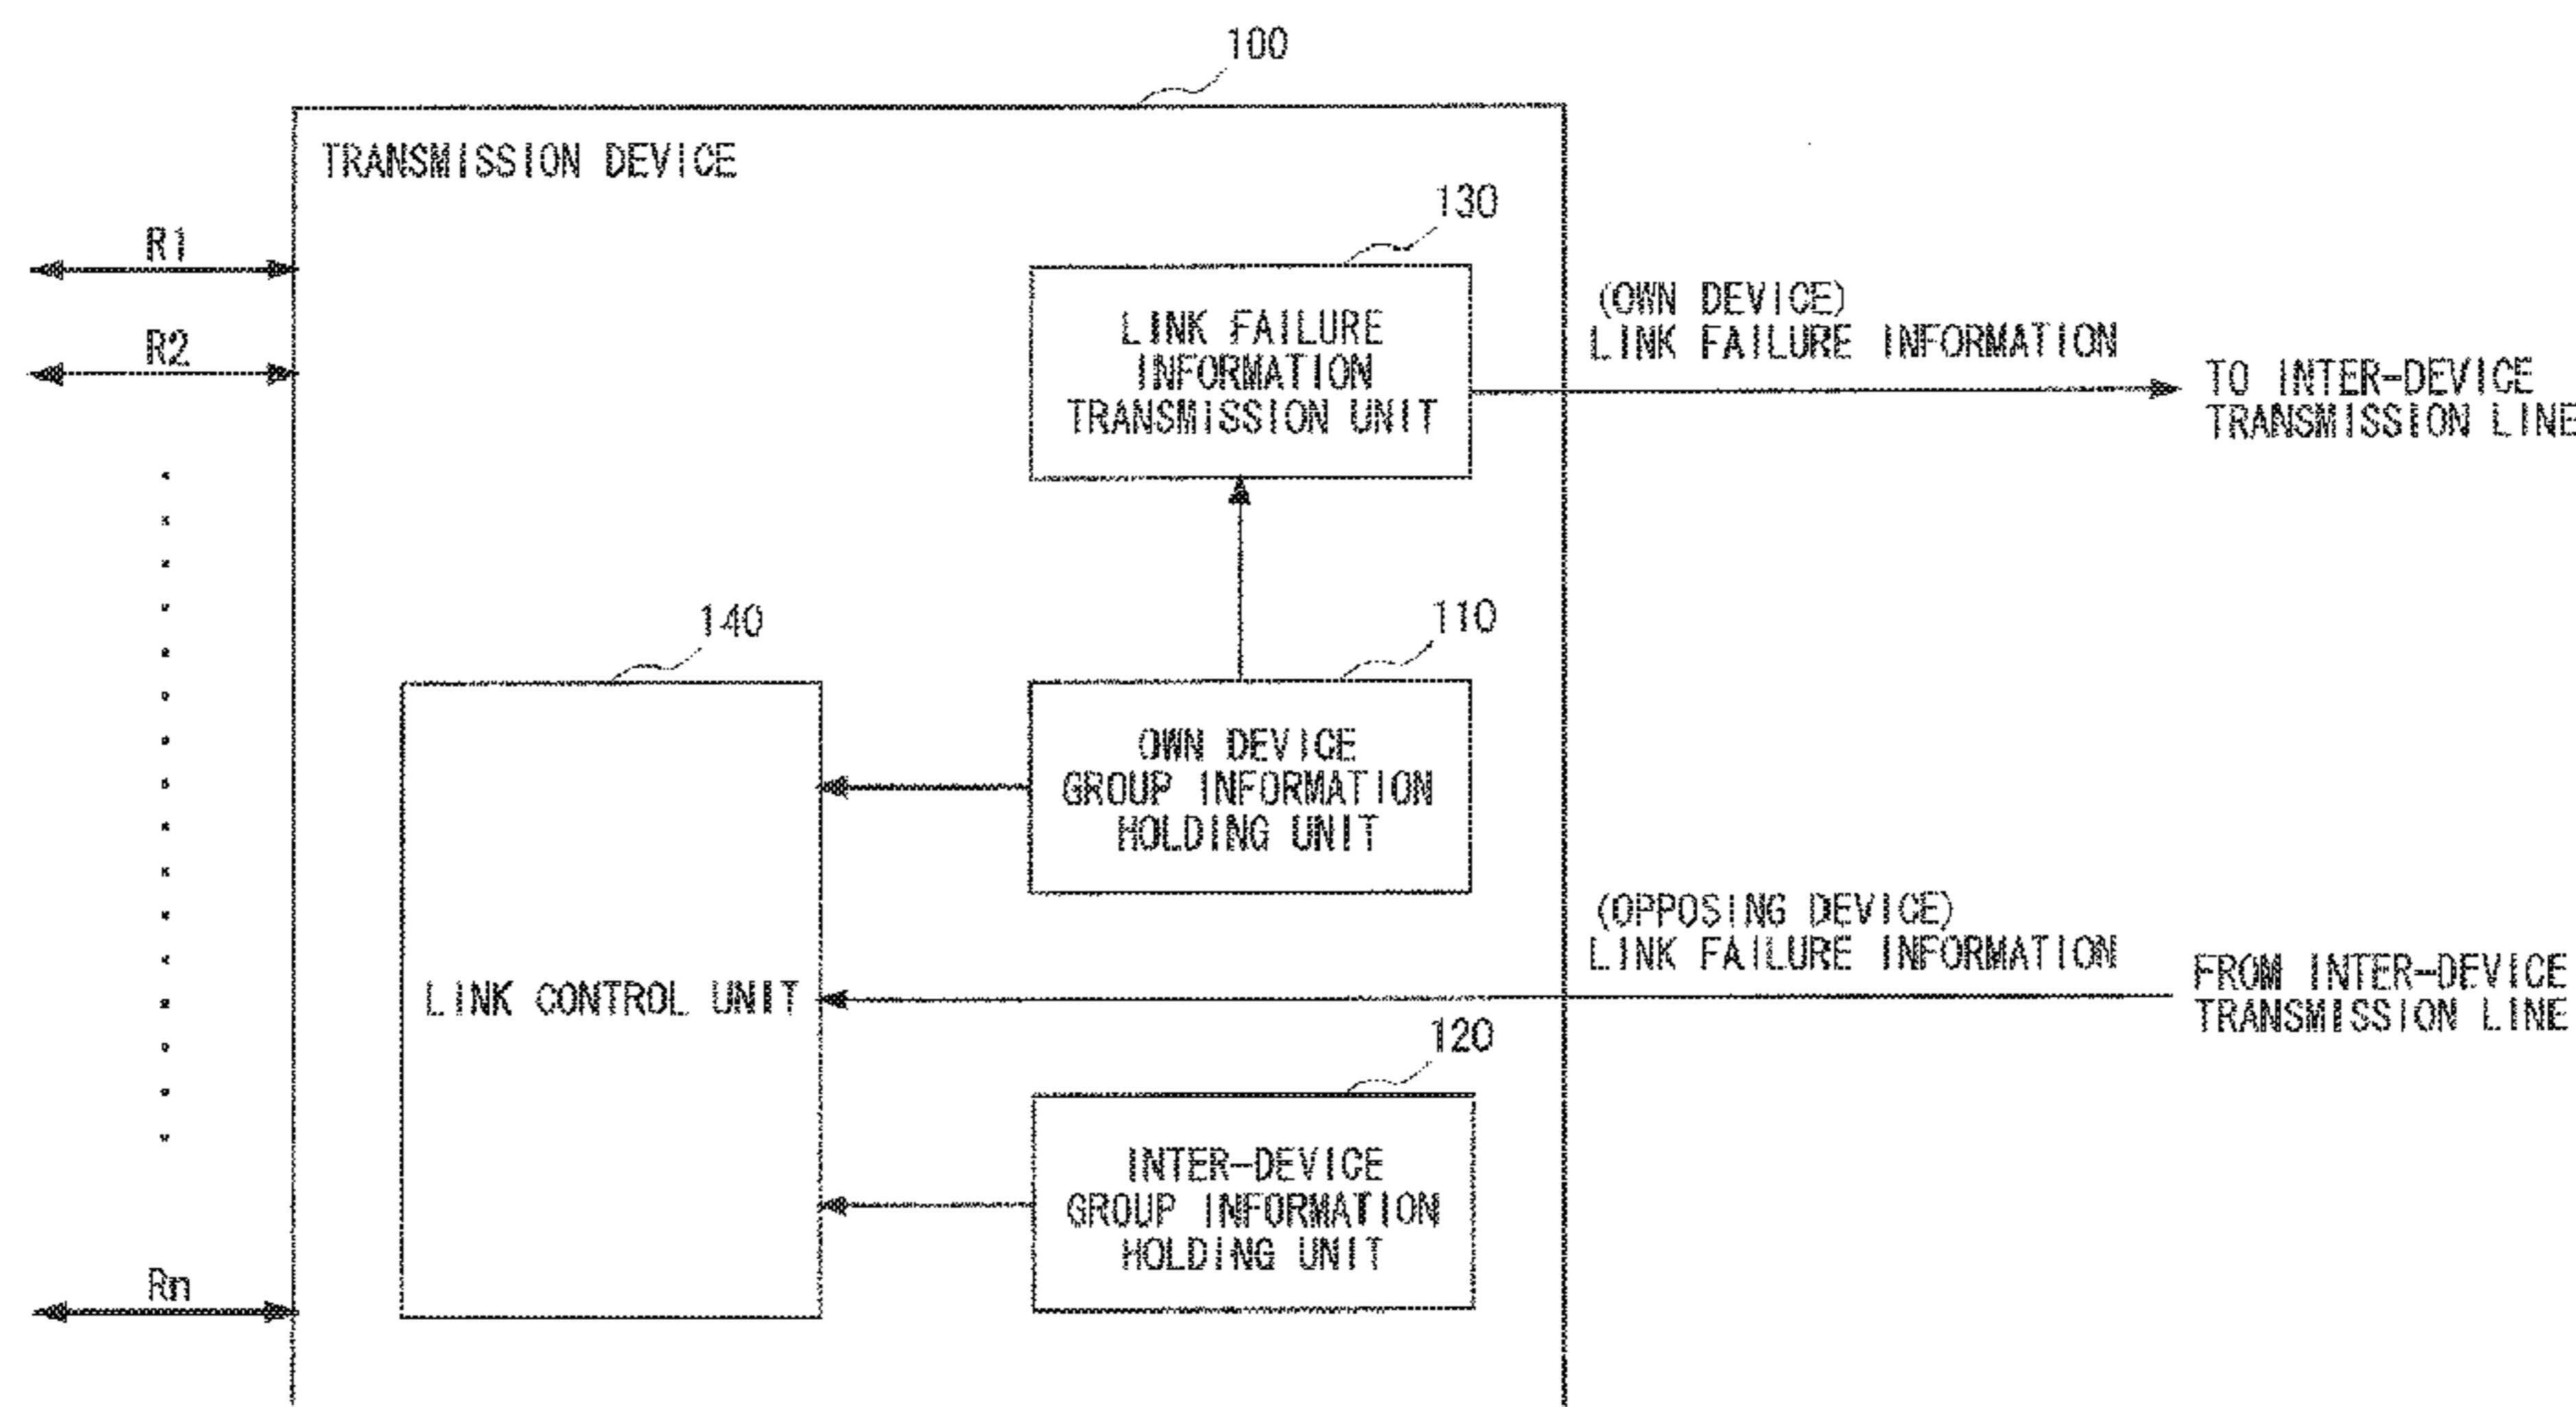 100
TRANSMISSION DEVICE
130
R1
(OWN DEVICE)
LINK FAILURE INFORMATION
LINK FAILURE
INFORMATION
TRANSMISSION UNIT
R2
TO INTER-DEVICE
TRANSMISSION LINE
140
110
OWN DEVICE
GROUP INFORMATION
HOLDING UNIT
(OPPOSING DEVICE)
LINK FAILURE INFORMATION
FROM INTER-DEVICE
TRANSMISSION LINE
LINK CONTROL UNIT
120
INTER-DEVICE
GROUP INFORMATION
HOLDING UNIT
Rn